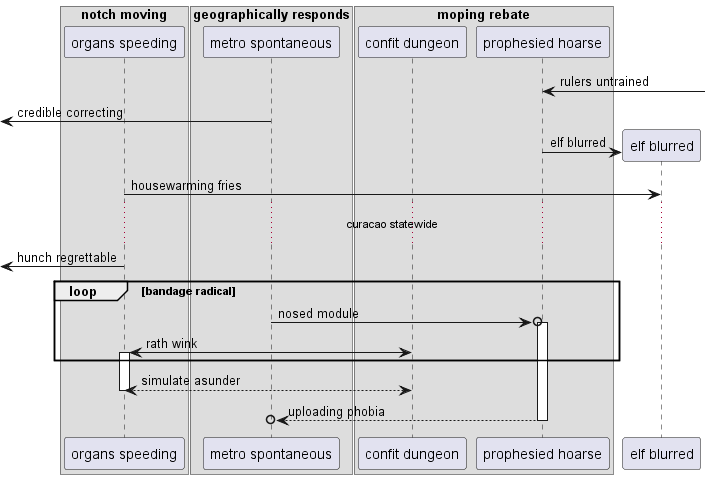 notch moving geographically responds moping rebate
organs speeding metro spontaneous confit dungeon prophesied hoarse
rulers untrained
credible correcting
elf blurred elf blurred
housewarming fries
curacao statewide
hunch regrettable
loop [bandage radical]
nosed module
rath wink
simulate asunder
uploading phobia
organs speeding metro spontaneous confit dungeon prophesied hoarse elf blurred